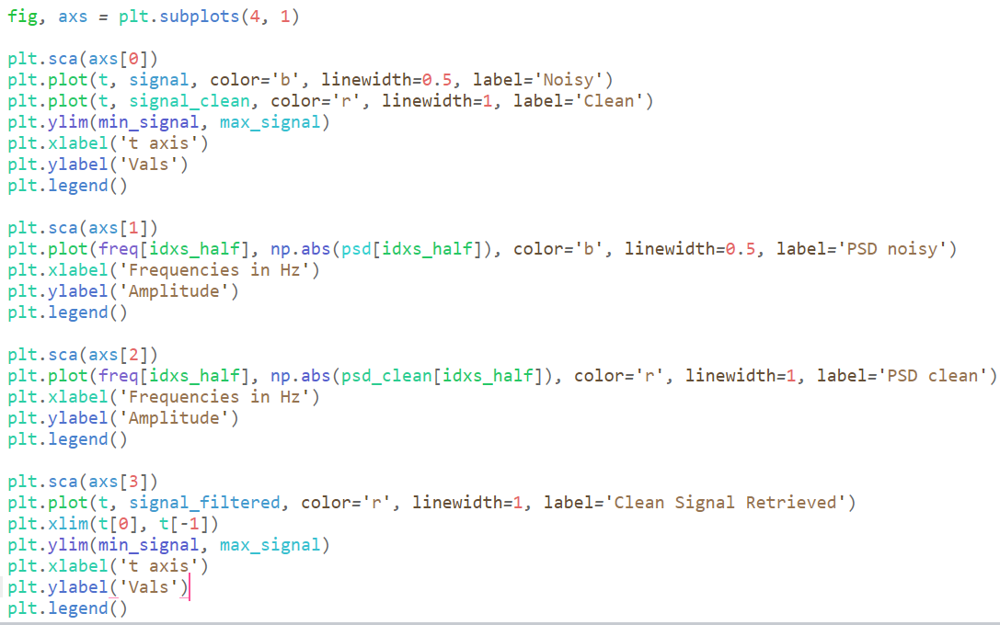 fig, axs = plt.subplots(4, 1)
plt.sca(axs[0])
plt.plot(t, signal, color='b', linewidth=0.5, label='Noisy')
plt.plot(t, signal_clean, color='r', linewidth=1, label='Clean')
plt.ylim(min_signal, max_signal)
plt.xlabel('t axis')
plt.ylabel('Vals')
plt.legend()
plt.sca(axs[1])
plt.plot(freq[idxs_half], np.abs(psd[idxs_half]), color='b', linewidth=0.5, label='PSD noisy')
plt.xlabel('Frequencies in Hz')
plt.ylabel('Amplitude')
plt.legend()
plt.sca(axs[2])
plt.plot(freq[idxs_half], np.abs(psd_clean[idxs_half]), color='r', linewidth=1, label='PSD clean')
plt.xlabel('Frequencies in Hz')
plt.ylabel('Amplitude')
plt.legend()
plt.sca(axs[3])
plt.plot(t, signal_filtered, color='r', linewidth=1, label='Clean Signal Retrieved')
plt.xlim(t[0], t[-1])
plt.ylim(min_signal, max_signal)
plt.xlabel('t axis')
plt.ylabel('Vals')
plt.legend()